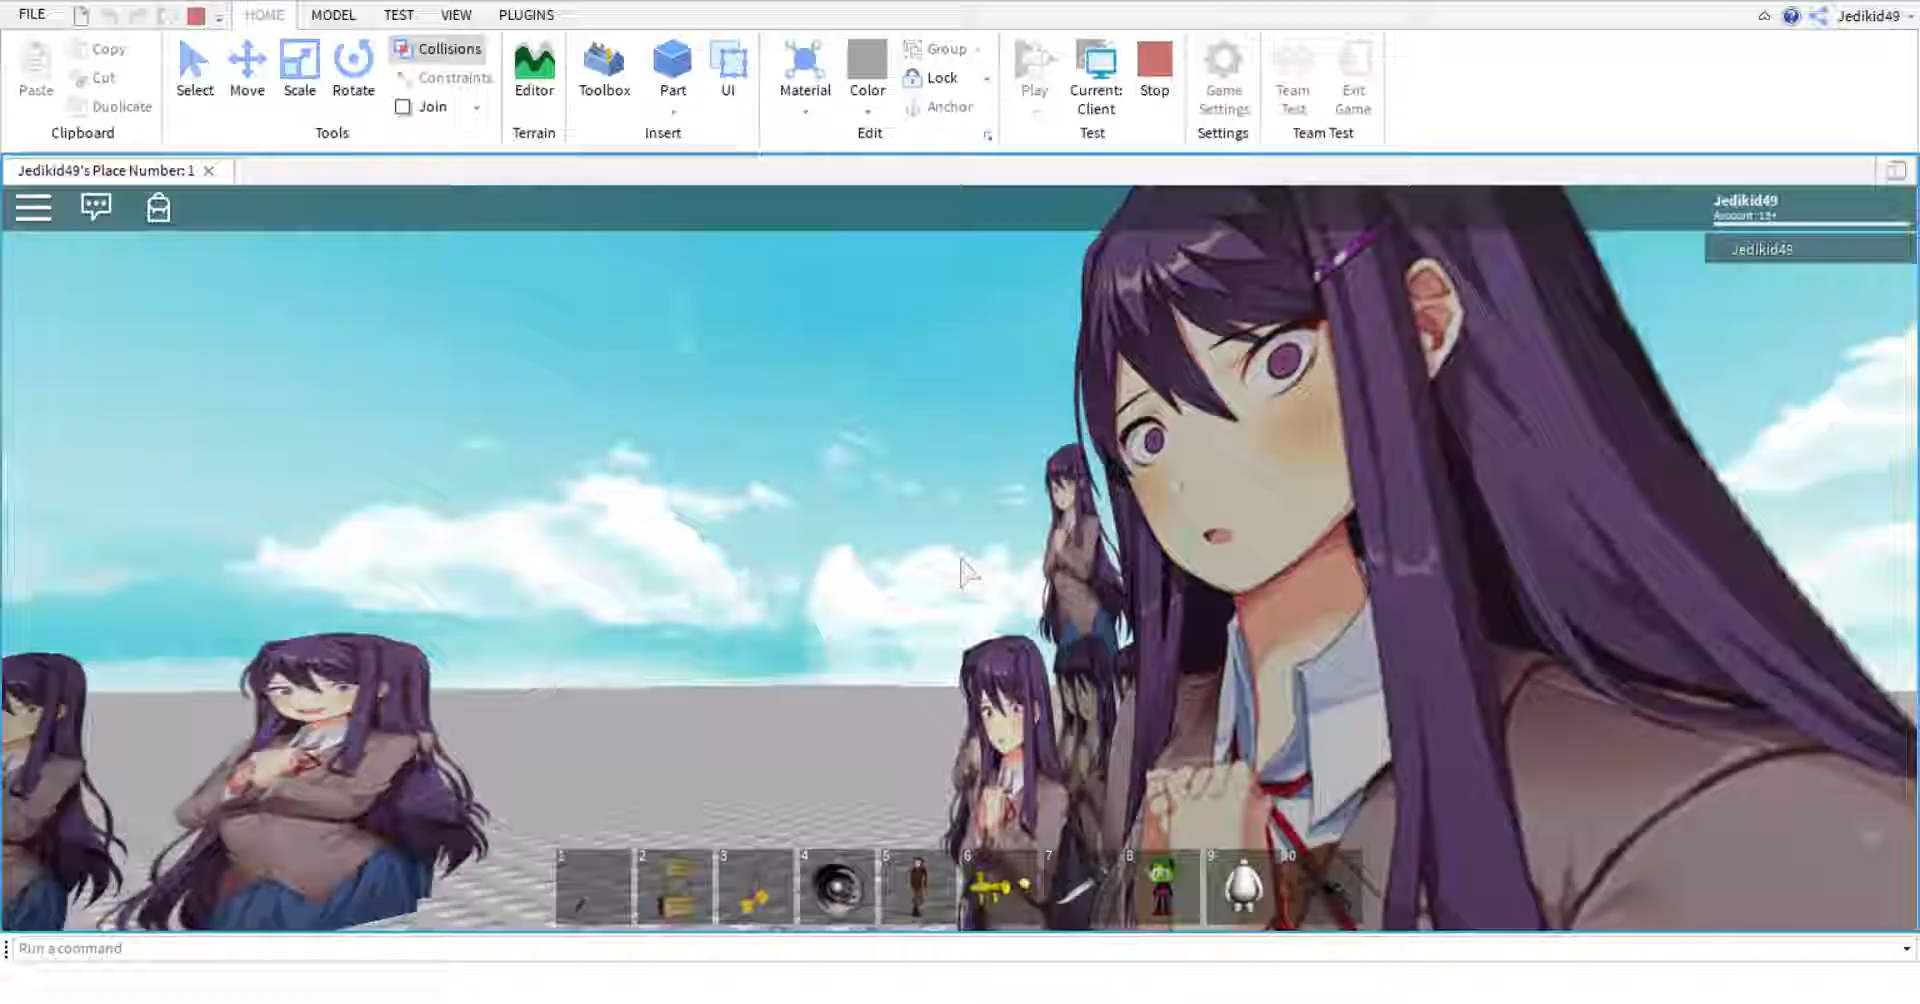 FILE HOME MODEL TEST VIEW PLUGINS Jedikid49
Paste Copy Cut Duplicate Clipboard
Select Move Scale Rotate Collisions Constraints Join Tools
Editor Terrain
Toolbox Part UI Insert
Material Color Group Lock Anchor Edit
Play Current: Client Stop Test
Game Settings Settings
Team Test Exit Game Team Test
Jedikid49's Place Number: 1
Jedikid49
Account: 13+
Jedikid49
1 2 3 4 5 6 7 8 9 0
Run a command